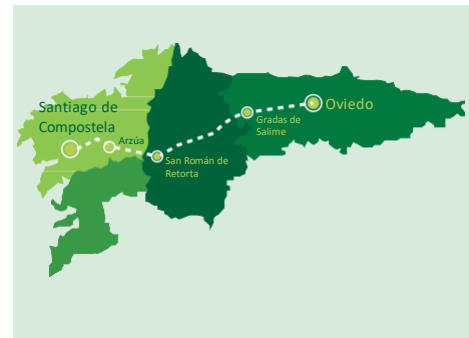 Santiago de
Compostela
Arzúa
San Román de
Retorta
Gradas de
Salime
Oviedo